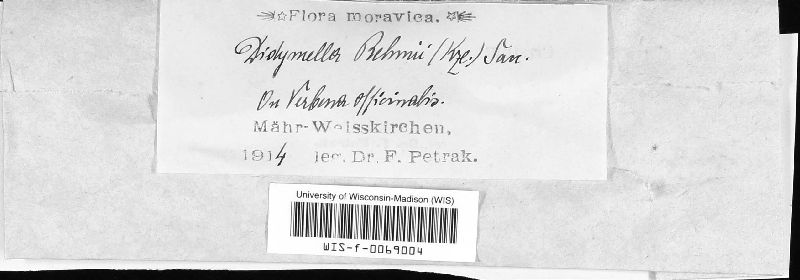 Flora moravica.
Didymella Rehmii (Kze.) Sacc.
On Verbena officinalis.
Mähr-Weisskirchen,
1914 leg. Dr. F. Petrak.
University of Wisconsin-Madison (WIS)
WIS-f-0069004